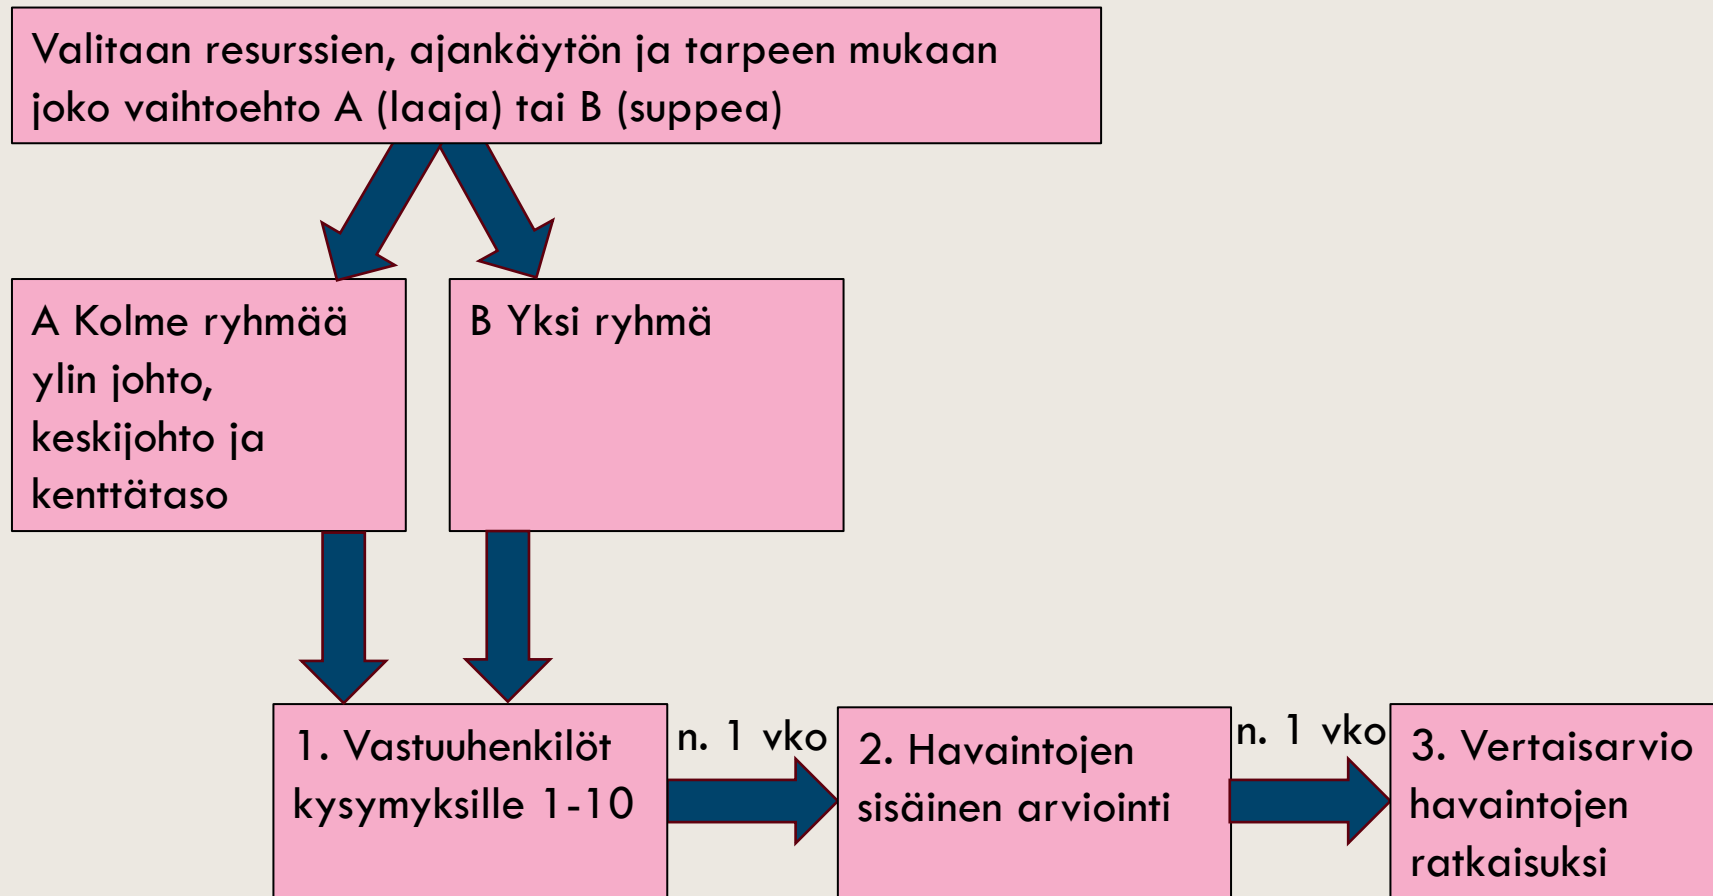 Valitaan resurssien, ajankäytön ja tarpeen mukaan
joko vaihtoehto A (laaja) tai B (suppea)
A Kolme ryhmää
ylin johto,
keskijohto ja
kenttätaso
B Yksi ryhmä
1. Vastuuhenkilöt
kysymyksille 1-10
n. 1 vko
2. Havaintojen
sisäinen arviointi
n. 1 vko
3. Vertaisarvio
havaintojen
ratkaisuksi